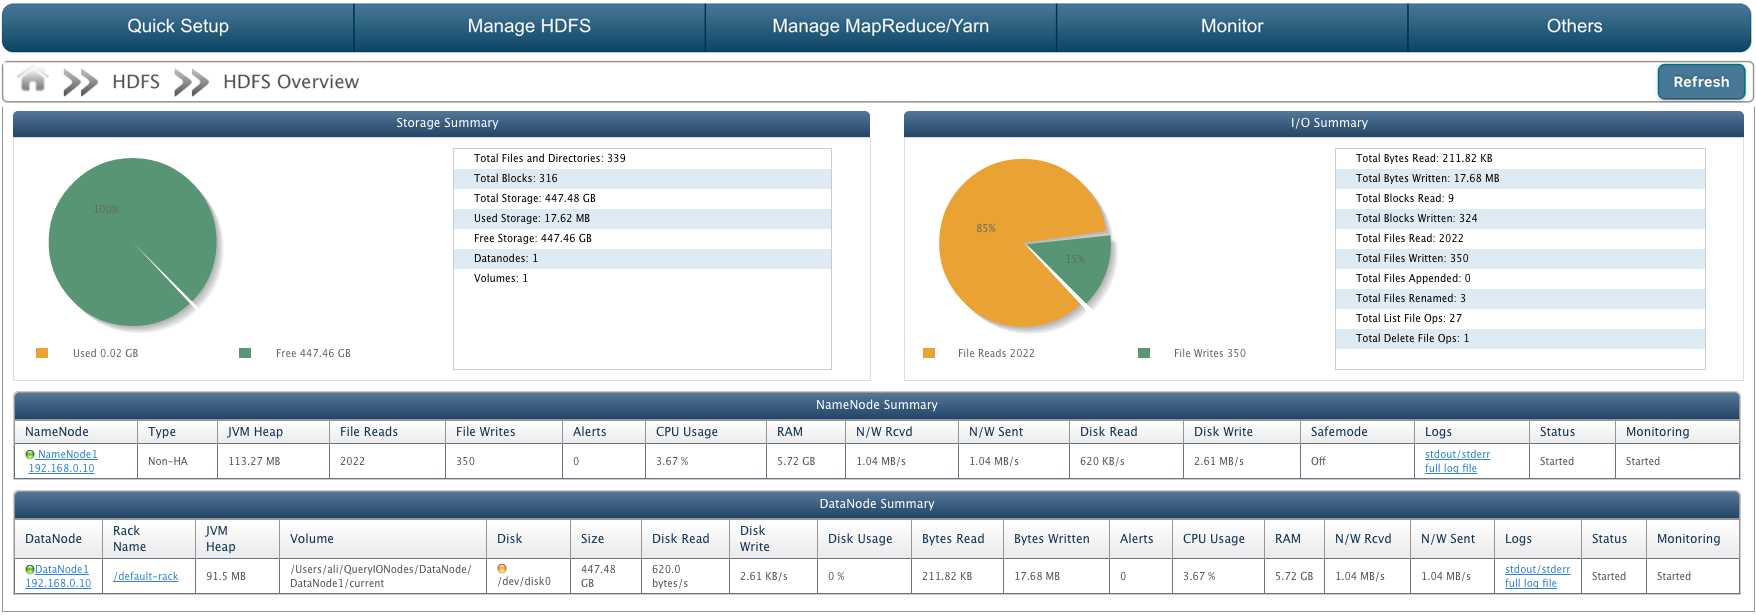 Quick Setup
Manage HDFS
Manage MapReduce/Yarn
Monitor
Others
HDFS
HDFS Overview
Refresh
Storage Summary
100%
Used 0.02 GB
Free 447.46 GB
Total Files and Directories: 339
Total Blocks: 316
Total Storage: 447.48 GB
Used Storage: 17.62 MB
Free Storage: 447.46 GB
Datanodes: 1
Volumes: 1
I/O Summary
85%
15%
File Reads 2022
File Writes 350
Total Bytes Read: 211.82 KB
Total Bytes Written: 17.68 MB
Total Blocks Read: 9
Total Blocks Written: 324
Total Files Read: 2022
Total Files Written: 350
Total Files Appended: 0
Total Files Renamed: 3
Total List File Ops: 27
Total Delete File Ops: 1
NameNode Summary
NameNode Type JVM Heap File Reads File Writes Alerts CPU Usage RAM N/W Rcvd N/W Sent Disk Read Disk Write Safemode Logs Status Monitoring
NameNode1
192.168.0.10
Non-HA
113.27 MB
2022
350
0
3.67 %
5.72 GB
1.04 MB/s
1.04 MB/s
620 KB/s
2.61 MB/s
Off
stdout/stderr
full log file
Started
Started
DataNode Summary
DataNode
Rack
Name
JVM
Heap
Volume
Disk
Size
Disk Read
Disk
Write
Disk Usage
Bytes Read
Bytes Written
Alerts
CPU Usage
RAM
N/W Rcvd
N/W Sent
Logs
Status
Monitoring
DataNode1
192.168.0.10
/default-rack
91.5 MB
/Users/ali/QueryIONodes/DataNode/
DataNode1/current
/dev/disk0
447.48
GB
620.0
bytes/s
2.61 KB/s
0 %
211.82 KB
17.68 MB
0
3.67 %
5.72 GB
1.04 MB/s
1.04 MB/s
stdout/stderr
full log file
Started
Started